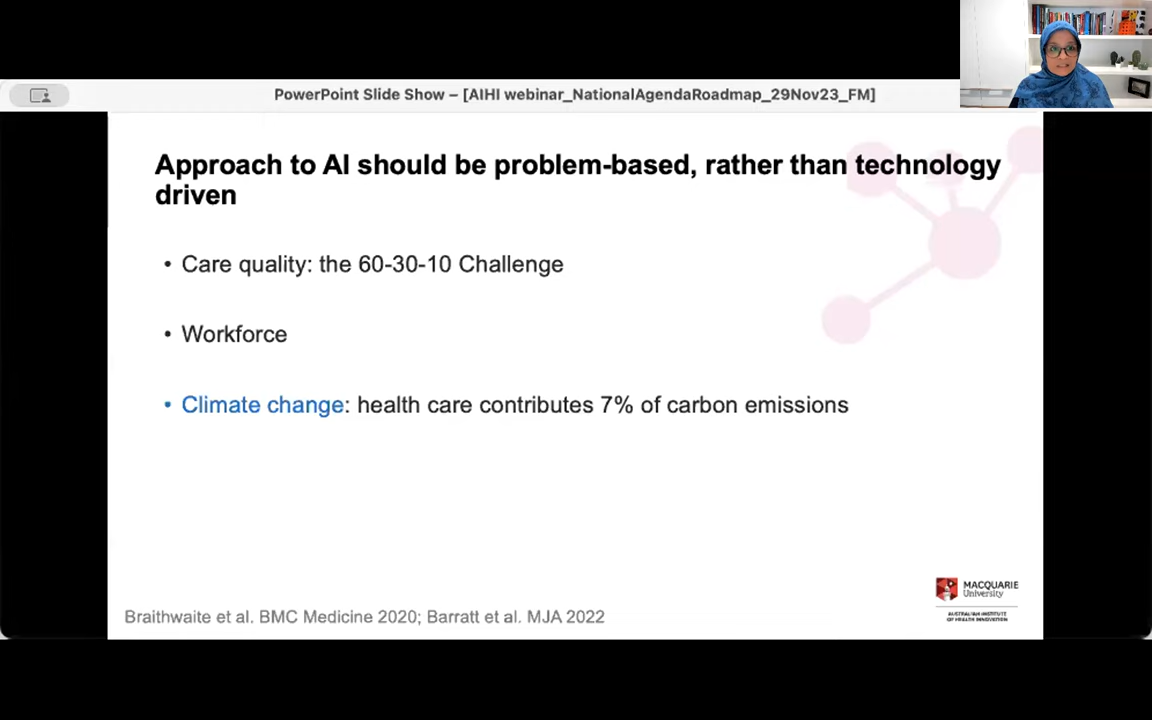 PowerPoint Slide Show – [AIHI webinar_NationalAgendaRoadmap_29Nov23_FM]
Approach to AI should be problem-based, rather than technology
driven
• Care quality: the 60-30-10 Challenge
• Workforce
• Climate change: health care contributes 7% of carbon emissions
Braithwaite et al. BMC Medicine 2020; Barratt et al. MJA 2022
MACQUARIE
University
AUSTRALIAN INSTITUTE
OF HEALTH INNOVATION